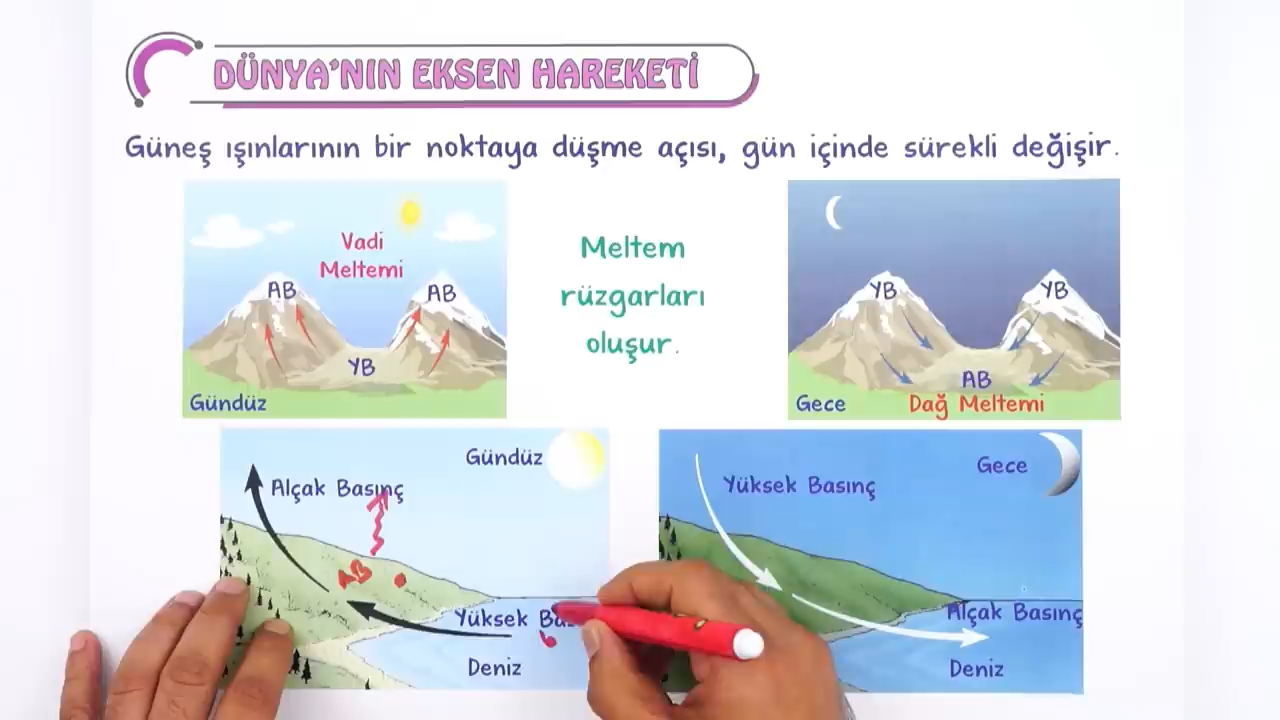 DÜNYA'NIN EKSEN HAREKETİ
Güneş ışınlarının bir noktaya düşme açısı, gün içinde sürekli değişir.
Vadi
Meltemi
AB
AB
YB
Gündüz
Meltem
rüzgarları
oluşur.
YB
YB
AB
Gece
Dağ Meltemi
Gündüz
Alçak Basınç
AB
Yüksek
Deniz
Gece
Yüksek Basınç
Alçak Basınç
Deniz